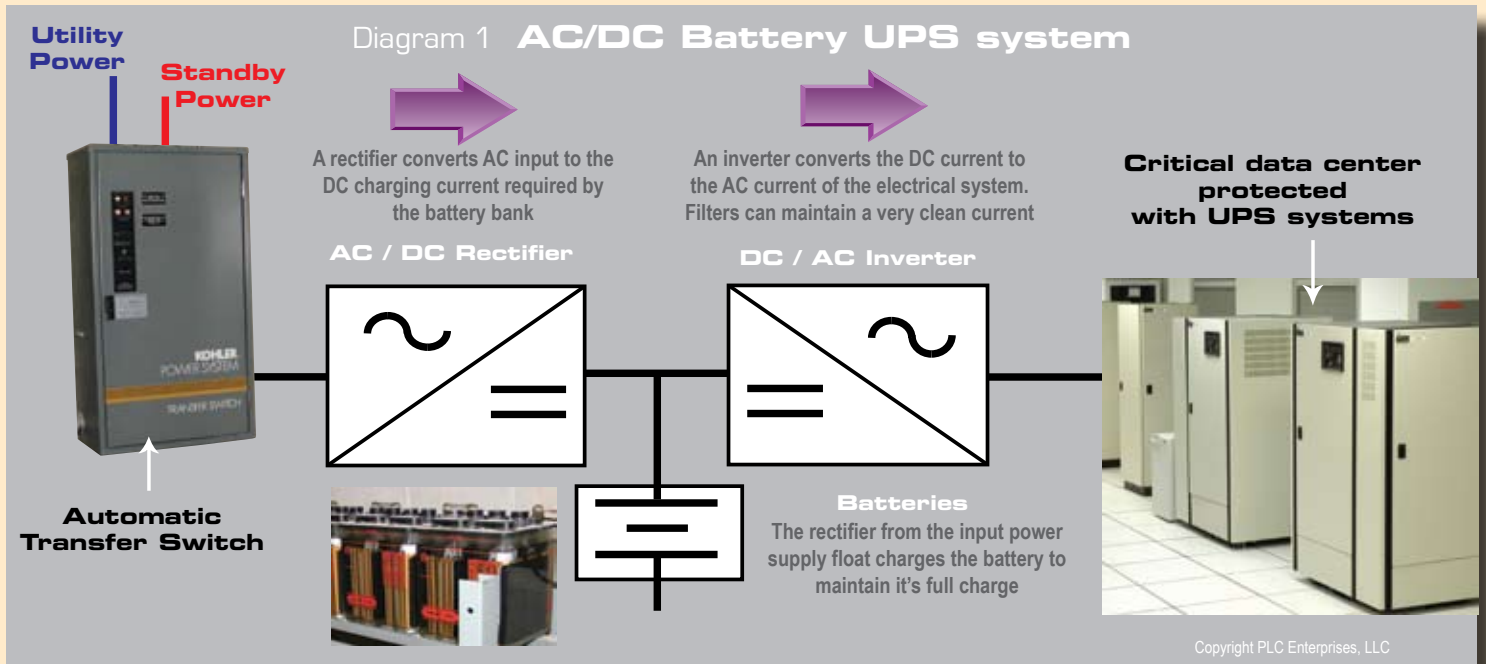 Diagram 1 AC/DC Battery UPS system
Utility
Power
Standby
Power
A rectifier converts AC input to the
DC charging current required by
the battery bank
An inverter converts the DC current to
the AC current of the electrical system.
Filters can maintain a very clean current
Critical data center
protected
with UPS systems
AC / DC Rectifier
DC / AC Inverter
KOHLER
POWER SYSTEM
TRANSFER SWITCH
Automatic
Transfer Switch
Batteries
The rectifier from the input power
supply float charges the battery to
maintain it's full charge
Copyright PLC Enterprises, LLC